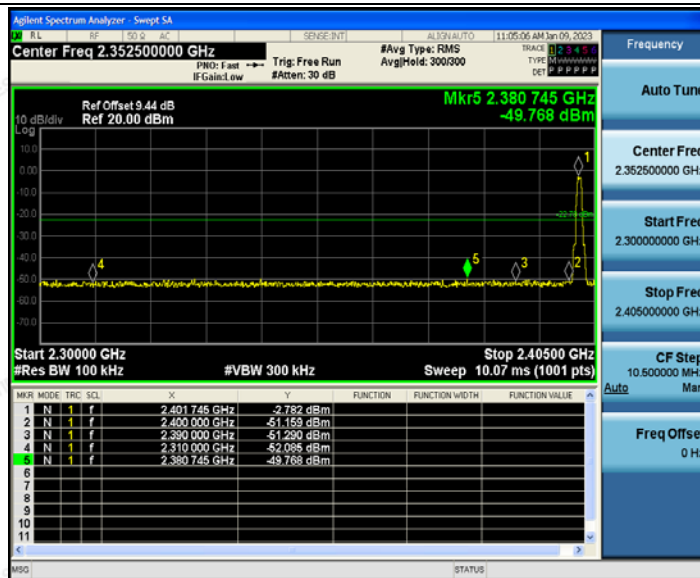 Agilent Spectrum Analyzer - Swept SA
RL RF 50 Ω AC SENSE:INT ALIGN AUTO 11:05:06 AM Jan 09, 2023
Center Freq 2.352500000 GHz
PNO: Fast
IFGain:Low
Trig: Free Run
#Atten: 30 dB
#Avg Type: RMS
Avg|Hold: 300/300
TRACE 1 2 3 4 5 6
TYPE M
DET P P P P P P
Mkr5 2.380 745 GHz
-49.768 dBm
Ref Offset 9.44 dB
10 dB/div Ref 20.00 dBm
Log
10.0
0.00
-10.0
-20.0
-30.0
-40.0
-50.0
-60.0
-70.0
1
2
3
4
5
Start 2.30000 GHz Stop 2.40500 GHz
#Res BW 100 kHz #VBW 300 kHz Sweep 10.07 ms (1001 pts)
MKR MODE TRC SCL X Y FUNCTION FUNCTION WIDTH FUNCTION VALUE
1 N 1 f 2.401 745 GHz -2.782 dBm
2 N 1 f 2.400 000 GHz -51.159 dBm
3 N 1 f 2.390 000 GHz -51.290 dBm
4 N 1 f 2.310 000 GHz -52.085 dBm
5 N 1 f 2.380 745 GHz -49.768 dBm
6
7
8
9
10
11
MSG STATUS
Frequency
Auto Tune
Center Freq
2.352500000 GHz
Start Freq
2.300000000 GHz
Stop Freq
2.405000000 GHz
CF Step
10.500000 MHz
Auto Man
Freq Offset
0 Hz